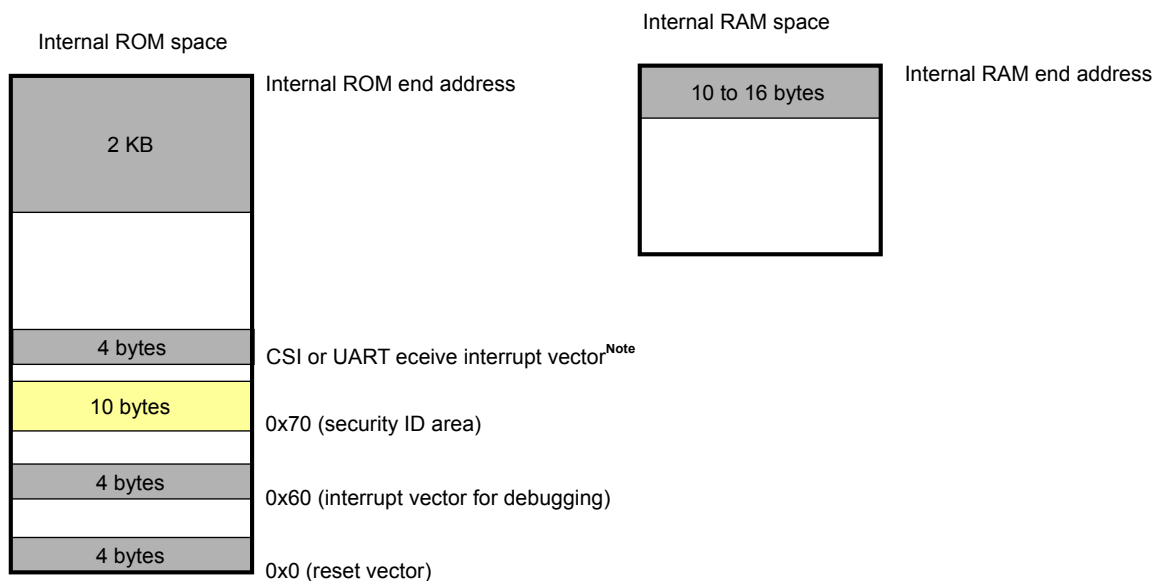 Internal ROM space
Internal ROM end address
2 KB
4 bytes
CSI or UART eceive interrupt vectorNote
10 bytes
0x70 (security ID area)
4 bytes
0x60 (interrupt vector for debugging)
4 bytes
0x0 (reset vector)
Internal RAM space
Internal RAM end address
10 to 16 bytes